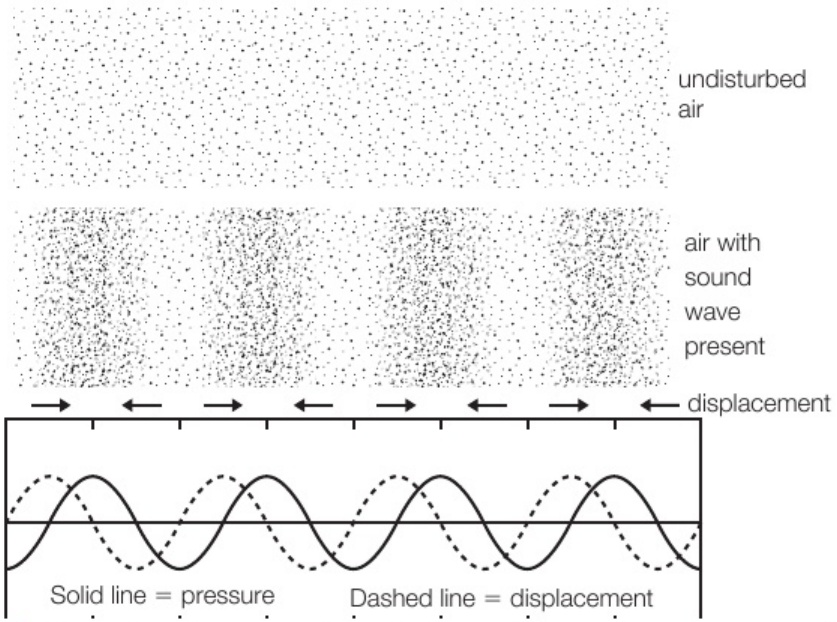 undisturbed
air
air with
sound
wave
present
displacement
Solid line = pressure
Dashed line = displacement